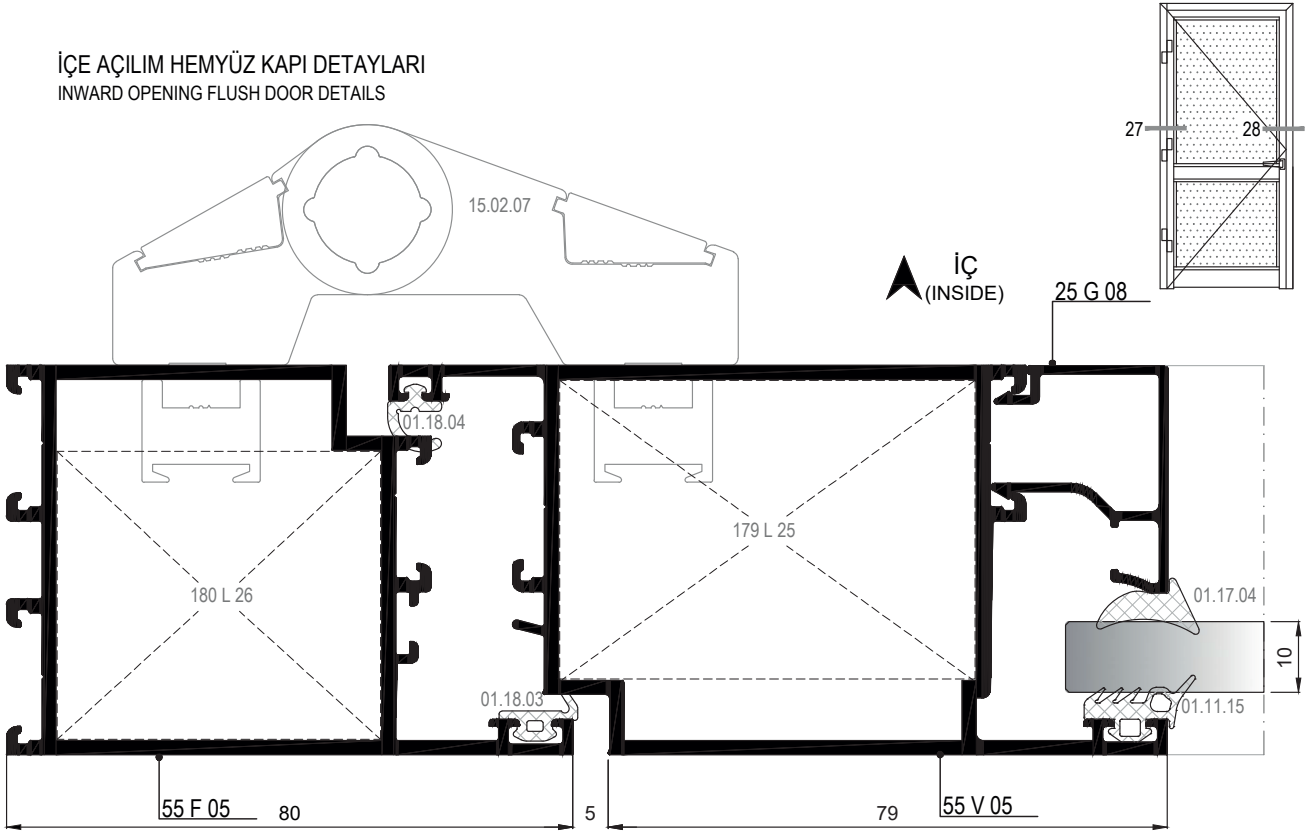 İÇE AÇILIM HEMYÜZ KAPI DETAYLARI
INWARD OPENING FLUSH DOOR DETAILS
27
28
15.02.07
İÇ
(INSIDE)
25 G 08
01.18.04
179 L 25
180 L 26
01.17.04
10
01.18.03
01.11.15
55 F 05
80
5
79
55 V 05